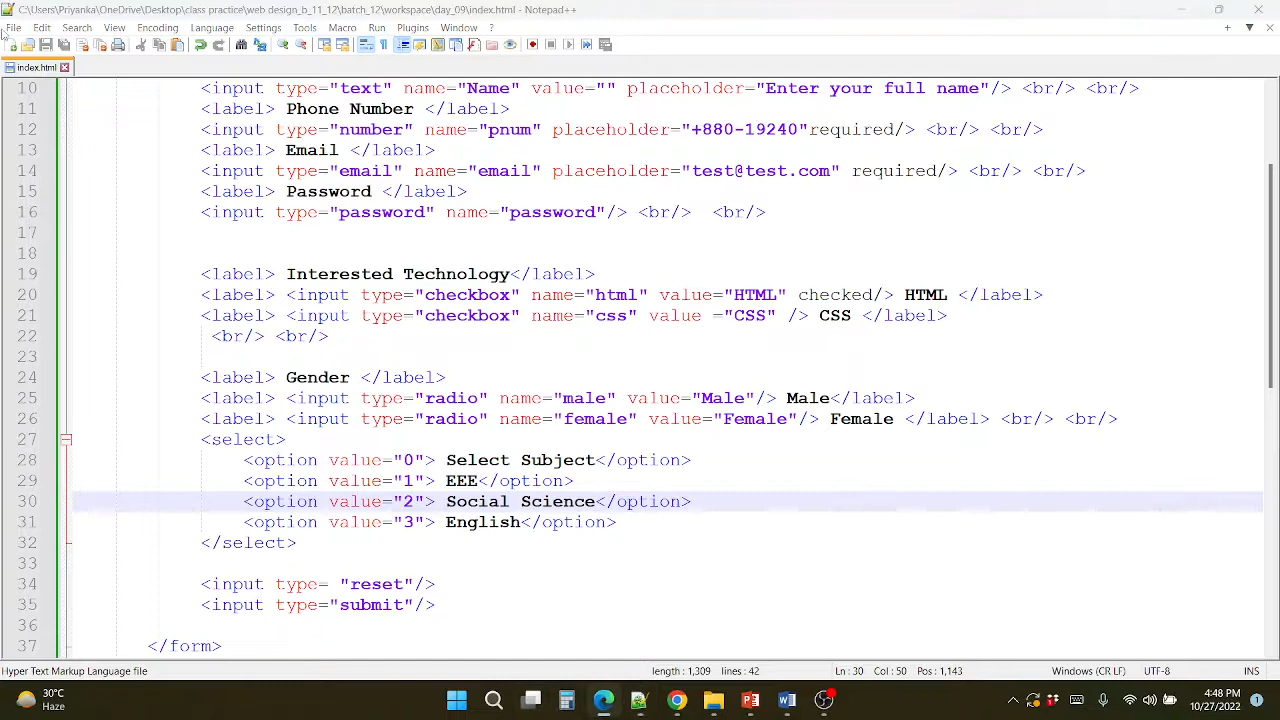 C:\Users\Priyanka\OneDrive\Desktop\class practice\web design_b_11_12\batch_12\workspace\day_09\index.html - Notepad++
File Edit Search View Encoding Language Settings Tools Macro Run Plugins Window ?
index.html
10 <input type="text" name="Name" value="" placeholder="Enter your full name"/> <br/> <br/>
11 <label> Phone Number </label>
12 <input type="number" name="pnum" placeholder="+880-19240"required/> <br/> <br/>
13 <label> Email </label>
14 <input type="email" name="email" placeholder="test@test.com" required/> <br/> <br/>
15 <label> Password </label>
16 <input type="password" name="password"/> <br/>  <br/>
17
18
19 <label> Interested Technology</label>
20 <label> <input type="checkbox" name="html" value="HTML" checked/> HTML </label>
21 <label> <input type="checkbox" name="css" value ="CSS" /> CSS </label>
22 <br/> <br/>
23
24 <label> Gender </label>
25 <label> <input type="radio" name="male" value="Male"/> Male</label>
26 <label> <input type="radio" name="female" value="Female"/> Female </label> <br/> <br/>
27 <select>
28 <option value="0"> Select Subject</option>
29 <option value="1"> EEE</option>
30 <option value="2"> Social Science</option>
31 <option value="3"> English</option>
32 </select>
33
34 <input type= "reset"/>
35 <input type="submit"/>
36
37 </form>
Hyper Text Markup Language file length : 1,309 lines : 42 Ln : 30 Col : 50 Pos : 1,143 Windows (CR LF) UTF-8 INS
30°C
Haze
4:48 PM
10/27/2022